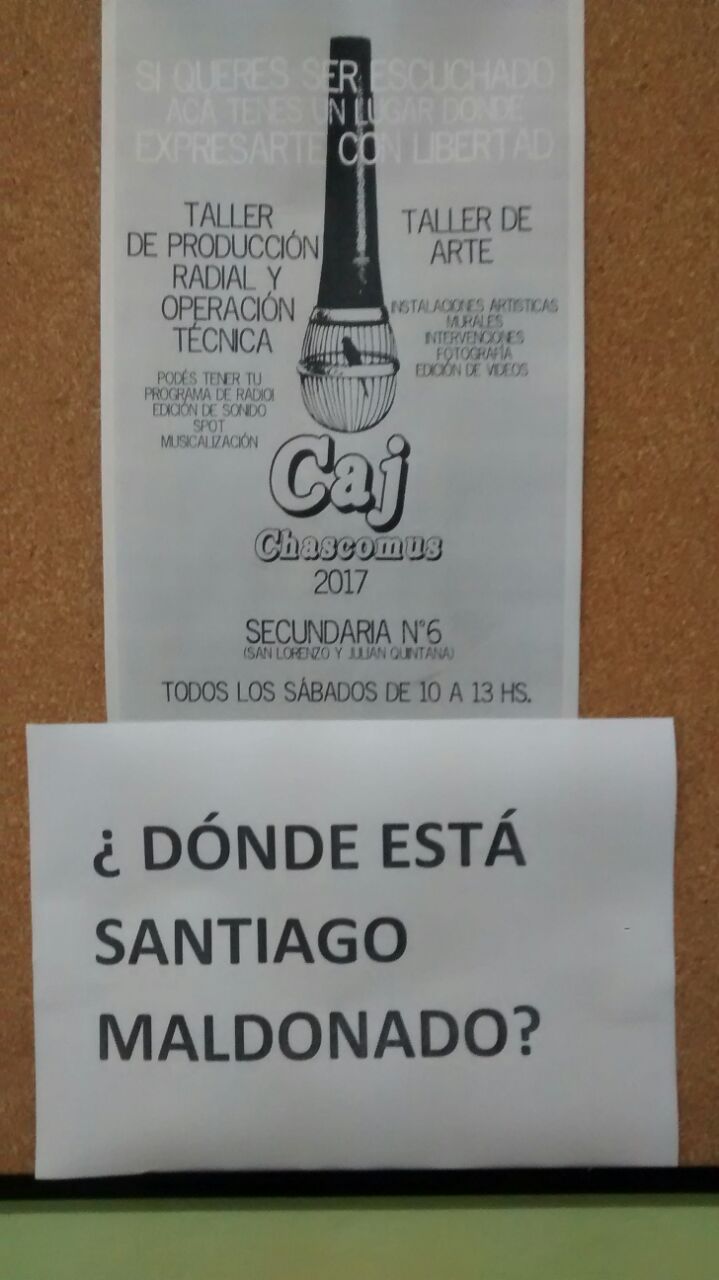 SI QUERES SER ESCUCHADO
ACÁ TENES UN LUGAR DONDE
EXPRESARTE CON LIBERTAD
TALLER
DE PRODUCCIÓN
RADIAL Y
OPERACIÓN
TÉCNICA
PODÉS TENER TU
PROGRAMA DE RADIO!
EDICIÓN DE SONIDO
SPOT
MUSICALIZACIÓN
TALLER DE
ARTE
INSTALACIONES ARTISTICAS
MURALES
INTERVENCIONES
FOTOGRAFÍA
EDICIÓN DE VIDEOS
Caj
Chascomus
2017
SECUNDARIA N°6
(SAN LORENZO Y JULIAN QUINTANA)
TODOS LOS SÁBADOS DE 10 A 13 HS.
¿ DÓNDE ESTÁ
SANTIAGO
MALDONADO?